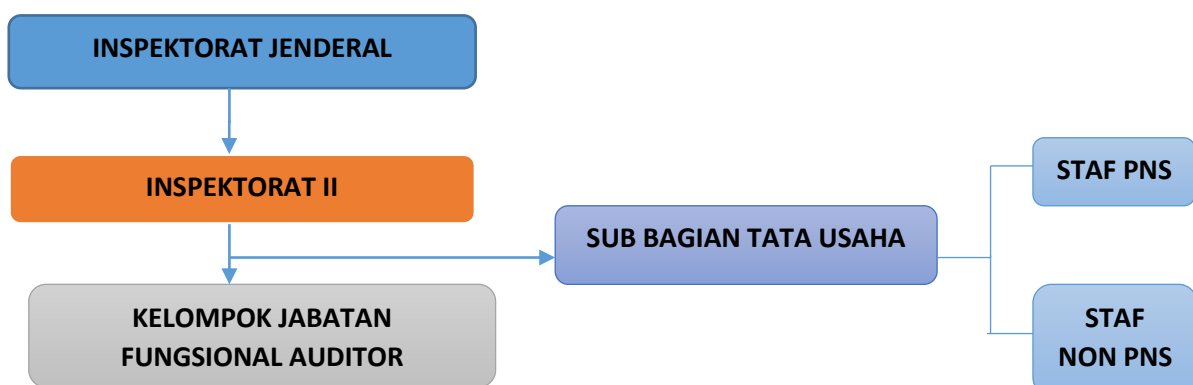 INSPEKTORAT JENDERAL
INSPEKTORAT II
STAF PNS
SUB BAGIAN TATA USAHA
KELOMPOK JABATAN
FUNGSIONAL AUDITOR
STAF
NON PNS